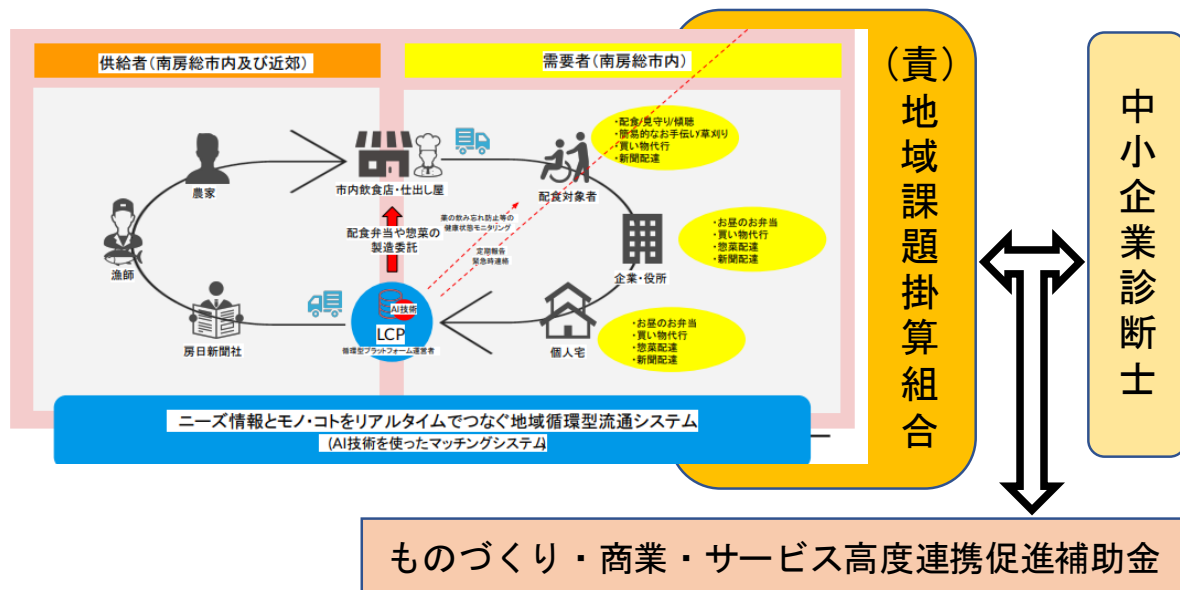 供給者(南房総市内及び近郊)
需要者(南房総市内)
農家
漁師
房日新聞社
市内飲食店・仕出し屋
配食弁当や惣菜の
製造委託
AI技術
LCP
循環型プラットフォーム運営者
薬の飲み忘れ防止等の
健康状態モニタリング
定期報告
緊急時連絡
配食対象者
・配食/見守り/傾聴
・簡易的なお手伝い/草刈り
・買い物代行
・新聞配達
企業・役所
・お昼のお弁当
・買い物代行
・惣菜配達
・新聞配達
個人宅
・お昼のお弁当
・買い物代行
・惣菜配達
・新聞配達
ニーズ情報とモノ・コトをリアルタイムでつなぐ地域循環型流通システム
(AI技術を使ったマッチングシステム)
(責)地域課題掛算組合
中小企業診断士
ものづくり・商業・サービス高度連携促進補助金